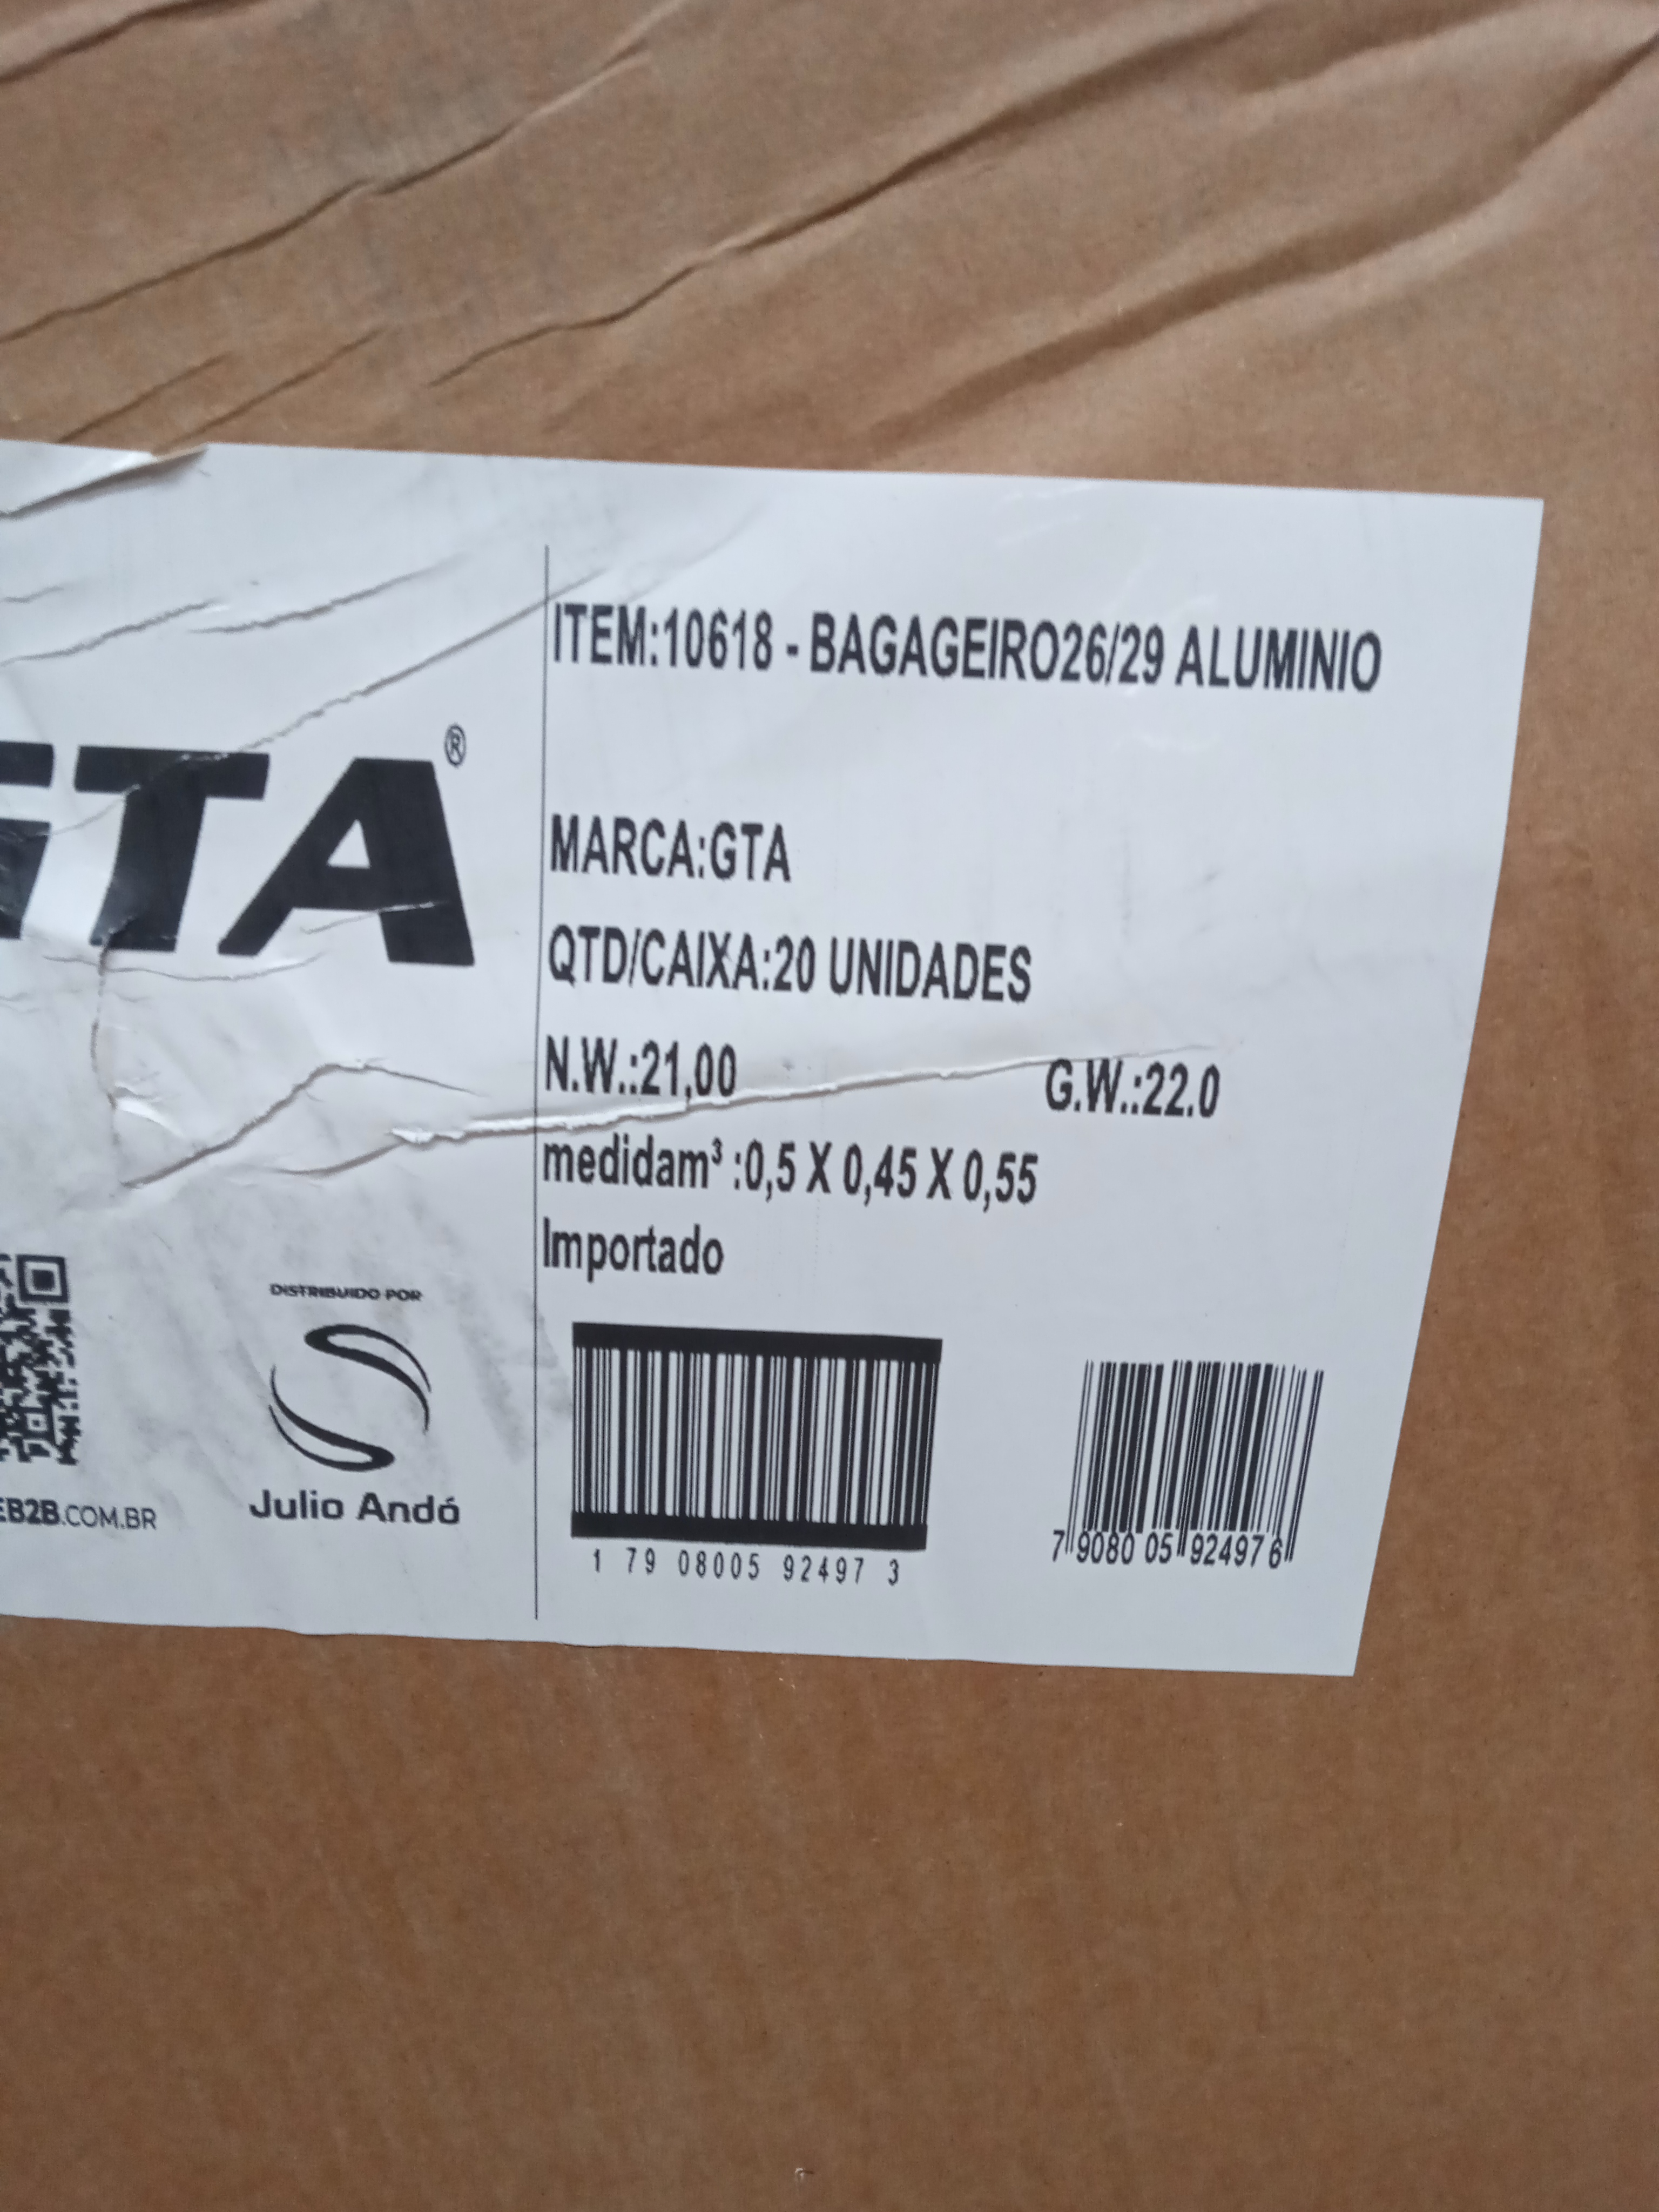 ITEM:10618 - BAGAGEIRO26/29 ALUMINIO
GTA®
MARCA:GTA
QTD/CAIXA:20 UNIDADES
N.W.:21,00 G.W.:22.0
medidam³ :0,5 X 0,45 X 0,55
Importado
DISTRIBUIDO POR
Julio Andó
EB2B.COM.BR
1 79 08005 92497 3
7 9080 05 92497 6